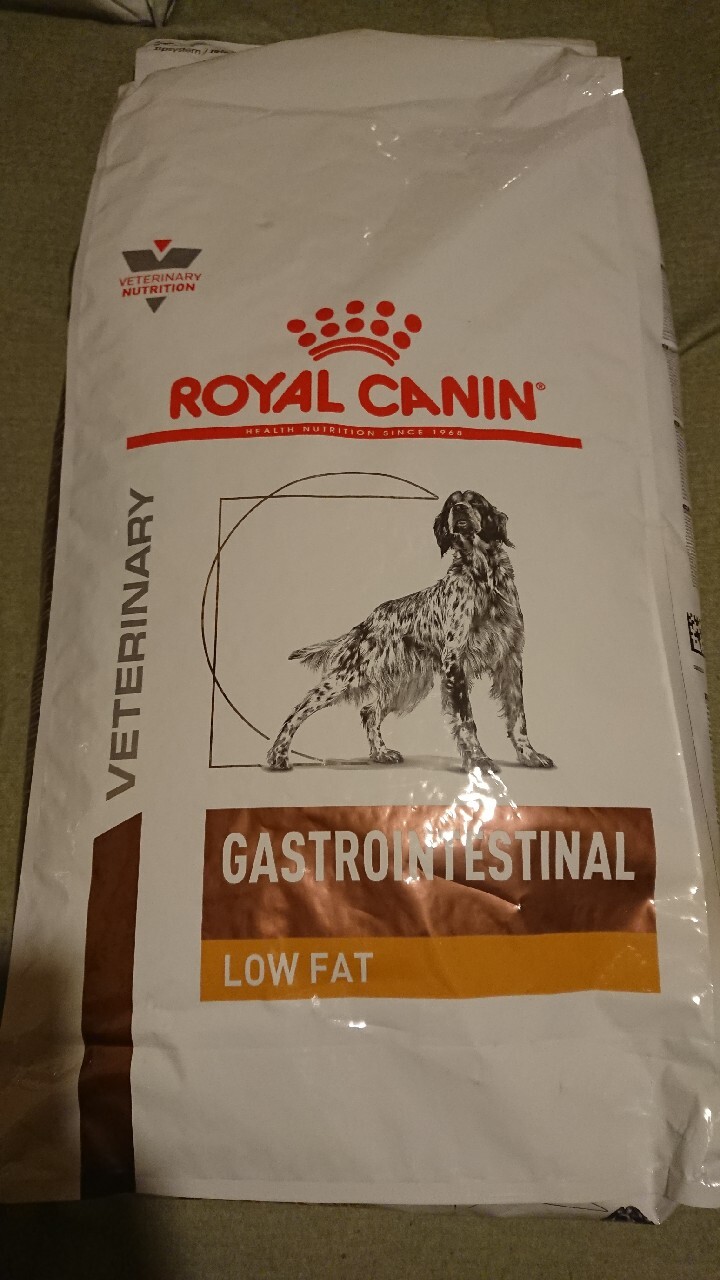 VETERINARY
NUTRITION
ROYAL CANIN®
HEALTH NUTRITION SINCE 1968
VETERINARY
GASTROINTESTINAL
LOW FAT